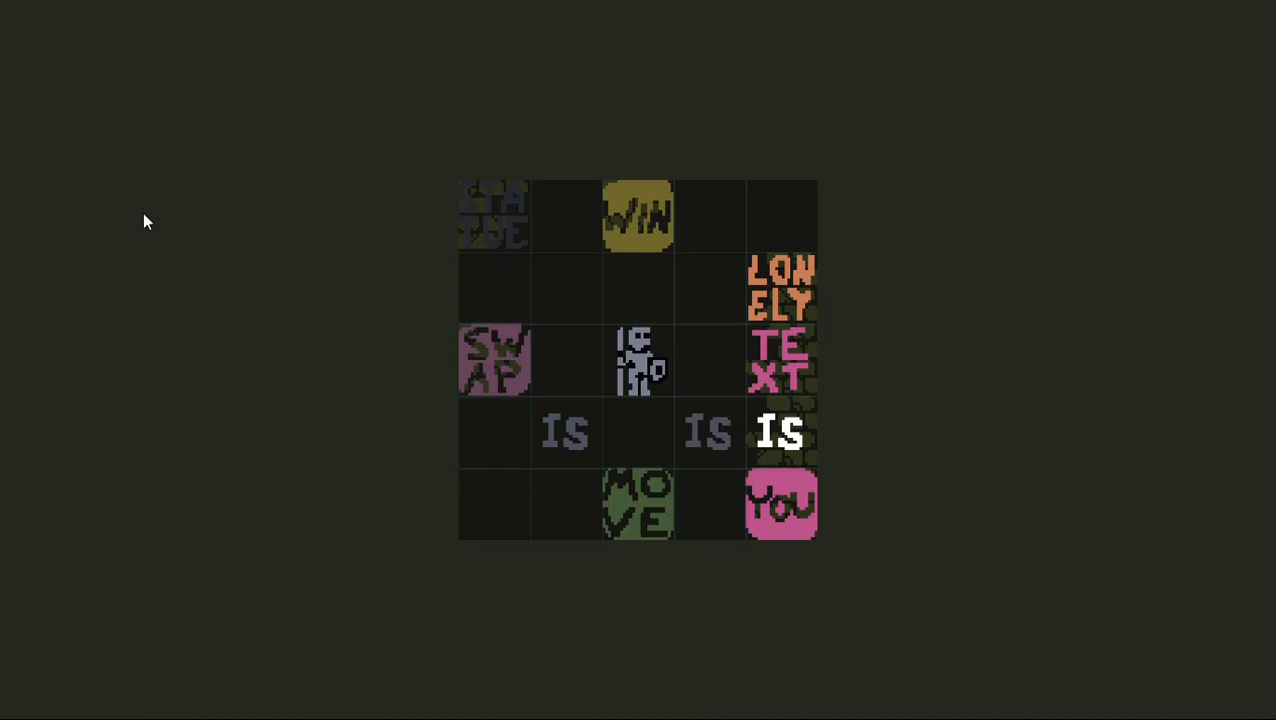 STATUE WIN
LONELY
SWAP TEXT
IS IS IS
MOVE YOU